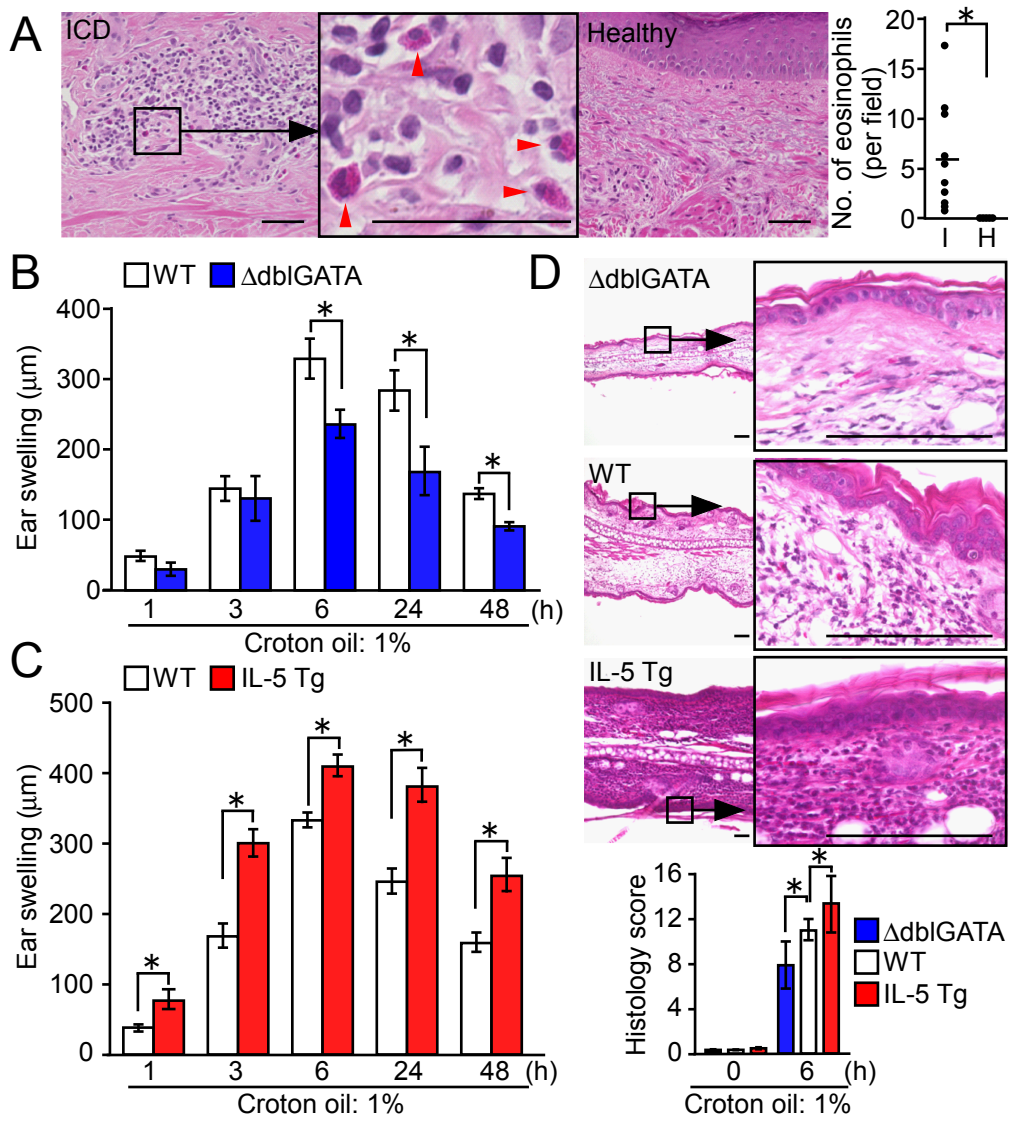 A
ICD
Healthy
No. of eosinophils
(per field)
20
15
10
5
0
*
I H
B
WT ΔdblGATA
Ear swelling (μm)
400
300
200
100
0
* * *
1 3 6 24 48 (h)
Croton oil: 1%
C
WT IL-5 Tg
Ear swelling (μm)
500
400
300
200
100
0
* * * * *
1 3 6 24 48 (h)
Croton oil: 1%
D
ΔdblGATA
WT
IL-5 Tg
Histology score
16
12
8
4
0
* *
0 6 (h)
Croton oil: 1%
ΔdblGATA
WT
IL-5 Tg